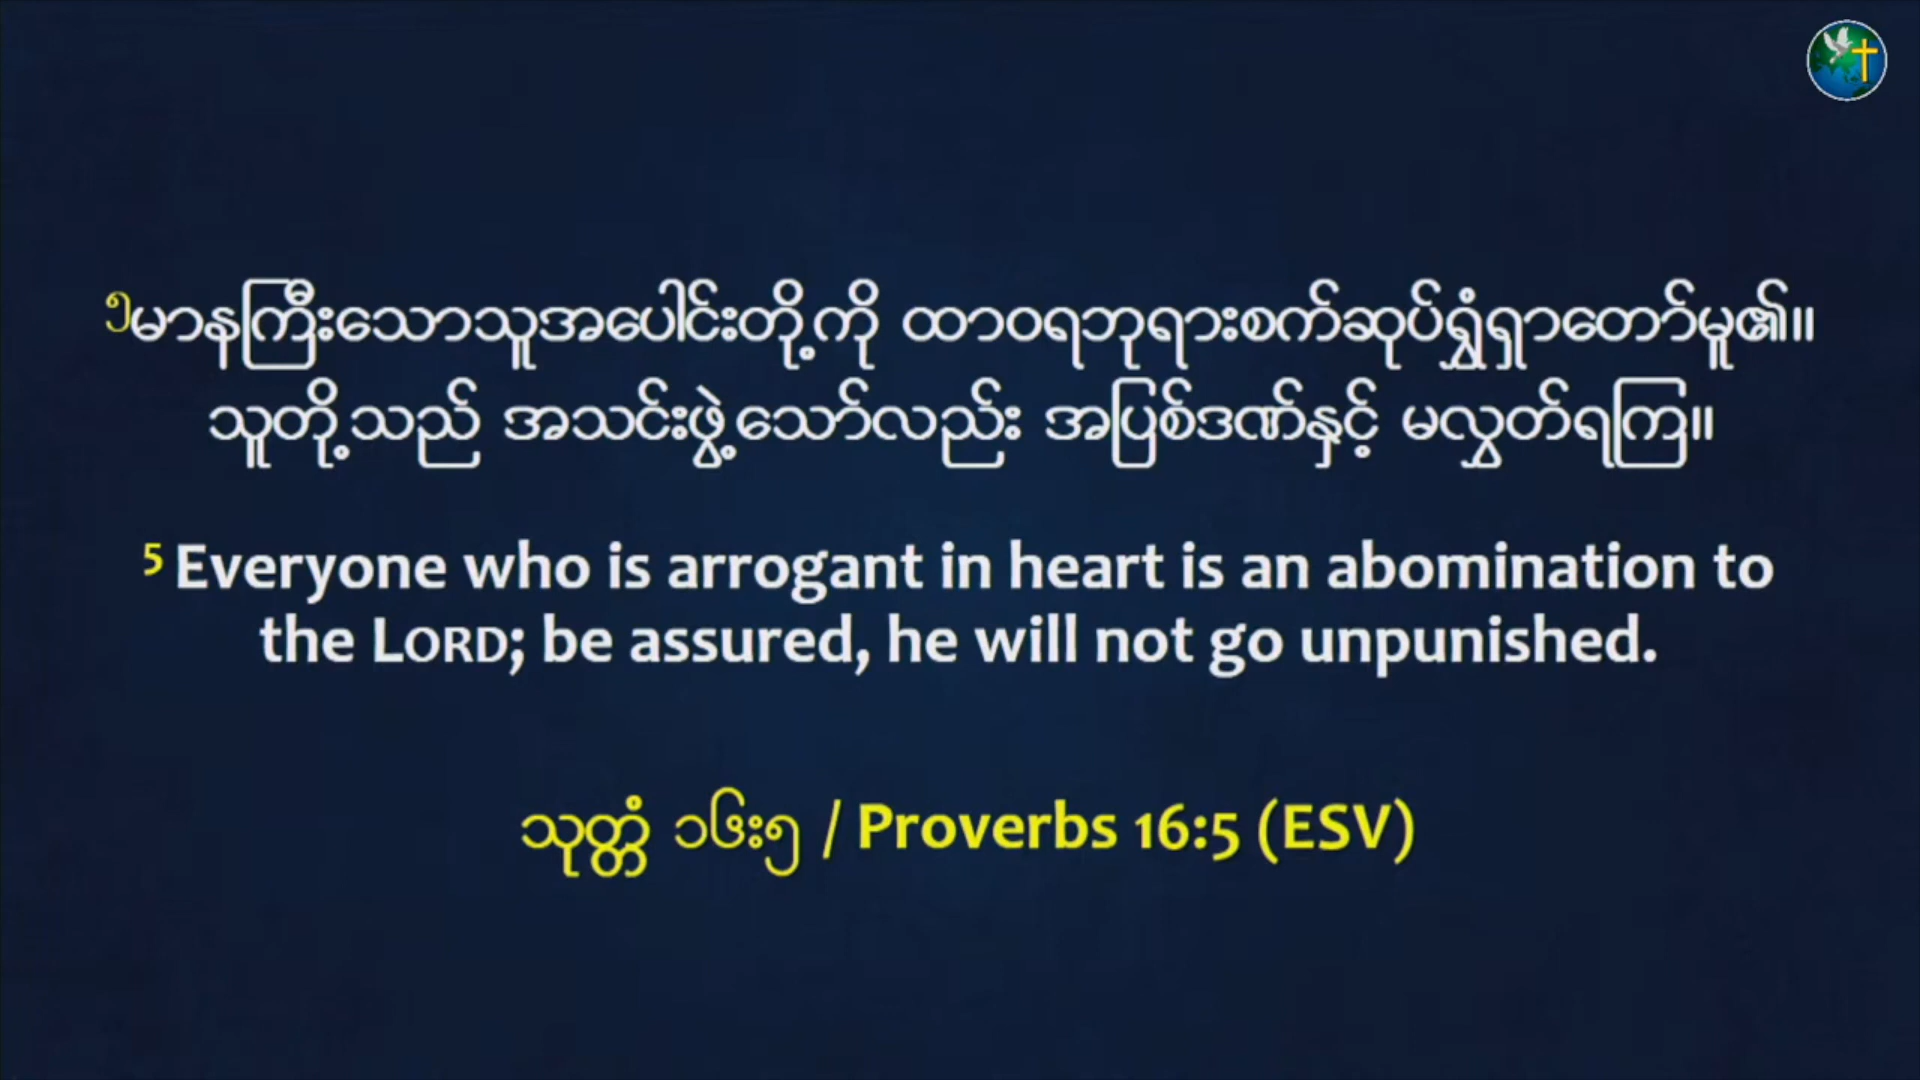 ၅မာနကြီးသောသူအပေါင်းတို့ကို ထာဝရဘုရားစက်ဆုပ်ရွံရှာတော်မူ၏။
သူတို့သည် အသင်းဖွဲ့သော်လည်း အပြစ်ဒဏ်နှင့် မလွှတ်ရကြ။
5 Everyone who is arrogant in heart is an abomination to
the LORD; be assured, he will not go unpunished.
သုတ္တံ ၁၆း၅ / Proverbs 16:5 (ESV)